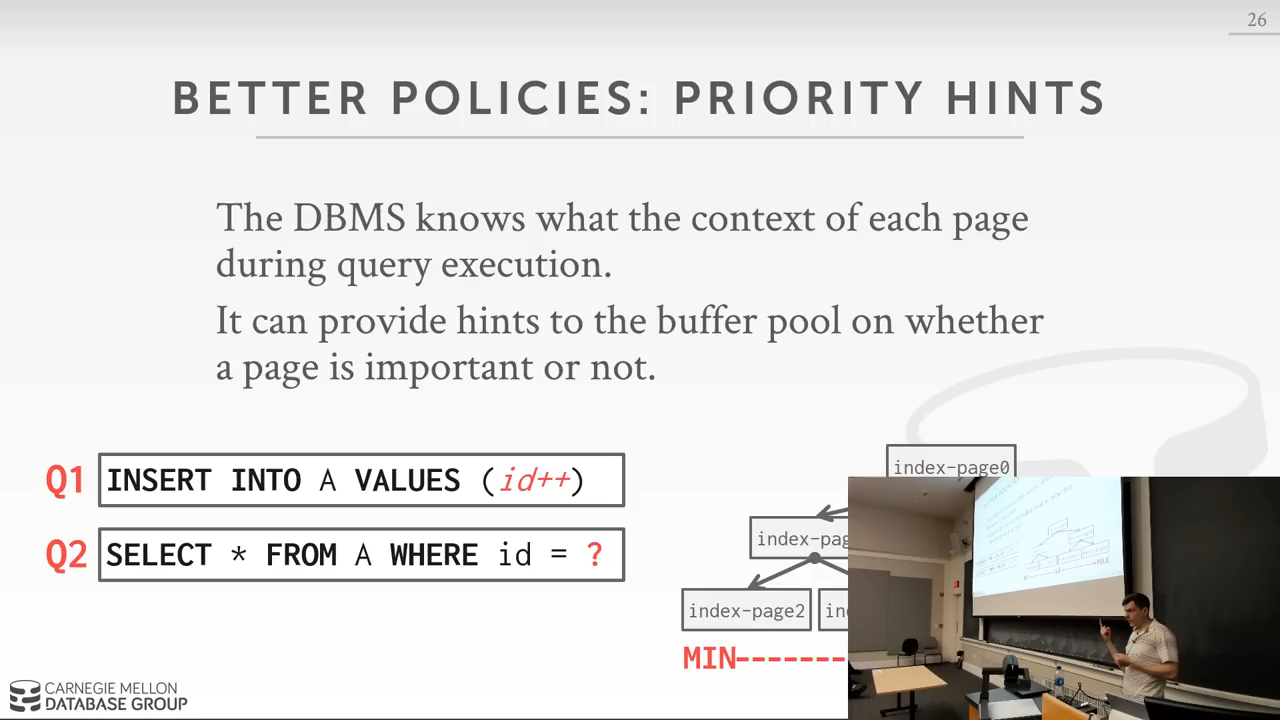 26
BETTER POLICIES: PRIORITY HINTS
The DBMS knows what the context of each page
during query execution.
It can provide hints to the buffer pool on whether
a page is important or not.
Q1 INSERT INTO A VALUES (id++)
Q2 SELECT * FROM A WHERE id = ?
index-page0
index-pag
index-page2 ind
MIN-------
CARNEGIE MELLON
DATABASE GROUP